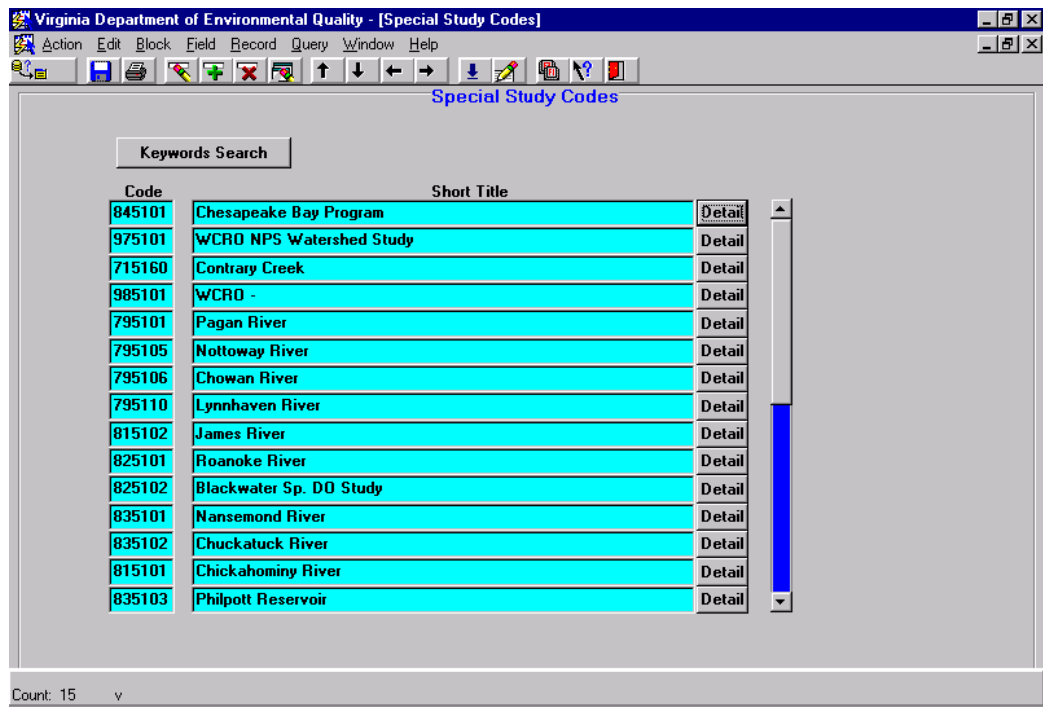 Virginia Department of Environmental Quality - [Special Study Codes]
Action Edit Block Field Record Query Window Help
Special Study Codes
Keywords Search
Code Short Title
845101 Chesapeake Bay Program Detail
975101 WCRO NPS Watershed Study Detail
715160 Contrary Creek Detail
985101 WCRO - Detail
795101 Pagan River Detail
795105 Nottoway River Detail
795106 Chowan River Detail
795110 Lynnhaven River Detail
815102 James River Detail
825101 Roanoke River Detail
825102 Blackwater Sp. DO Study Detail
835101 Nansemond River Detail
835102 Chuckatuck River Detail
815101 Chickahominy River Detail
835103 Philpott Reservoir Detail
Count: 15 v